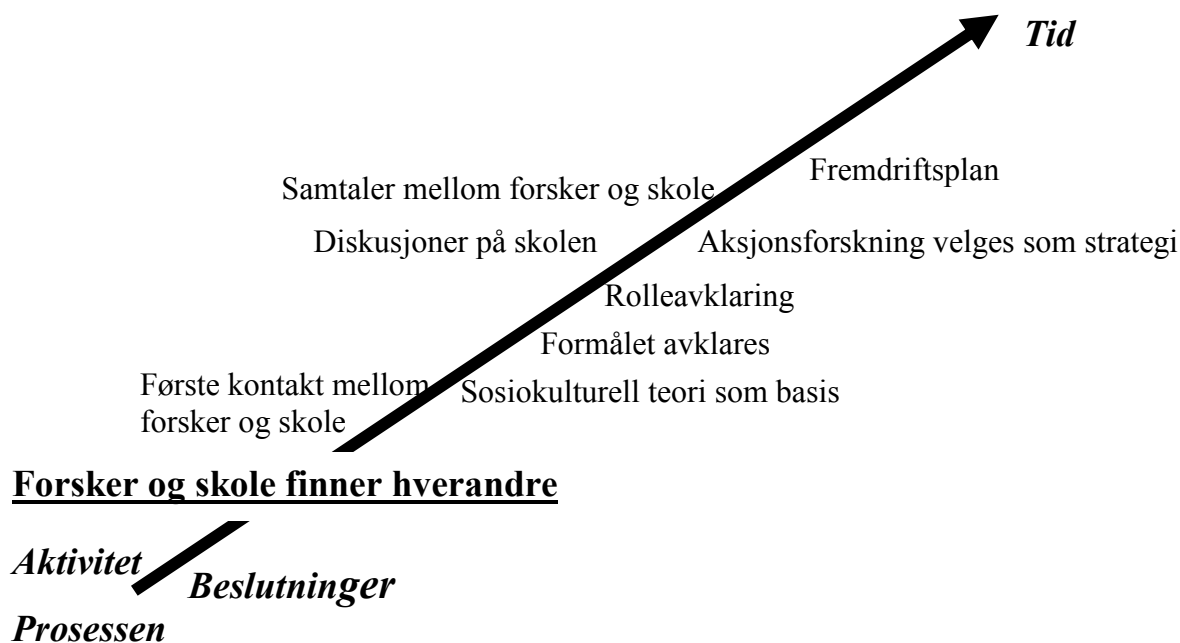 Tid
Fremdriftsplan
Samtaler mellom forsker og skole
Diskusjoner på skolen
Aksjonsforskning velges som strategi
Rolleavklaring
Formålet avklares
Første kontakt mellom
forsker og skole
Sosiokulturell teori som basis
Forsker og skole finner hverandre
Aktivitet
Beslutninger
Prosessen